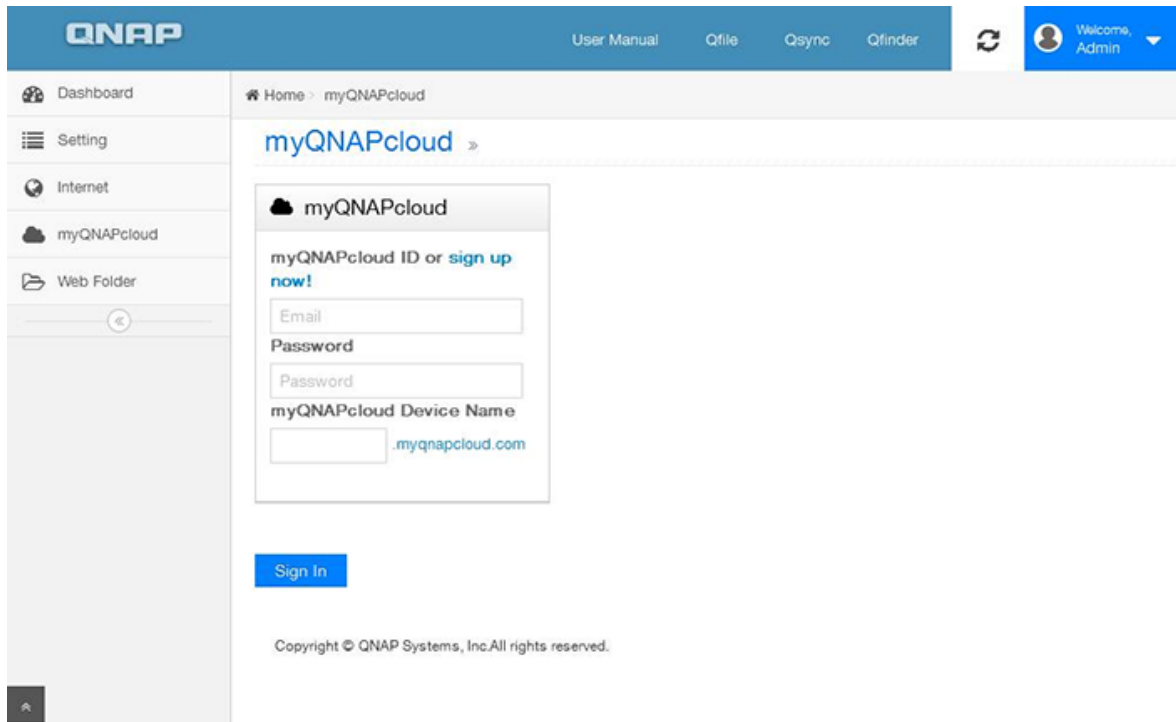 QNAP
User Manual
Qfile
Qsync
Qfinder
Welcome,
Admin
Dashboard
Setting
Internet
myQNAPcloud
Web Folder
Home > myQNAPcloud
myQNAPcloud »
myQNAPcloud
myQNAPcloud ID or sign up
now!
Email
Password
Password
myQNAPcloud Device Name
.myqnapcloud.com
Sign In
Copyright © QNAP Systems, Inc.All rights reserved.